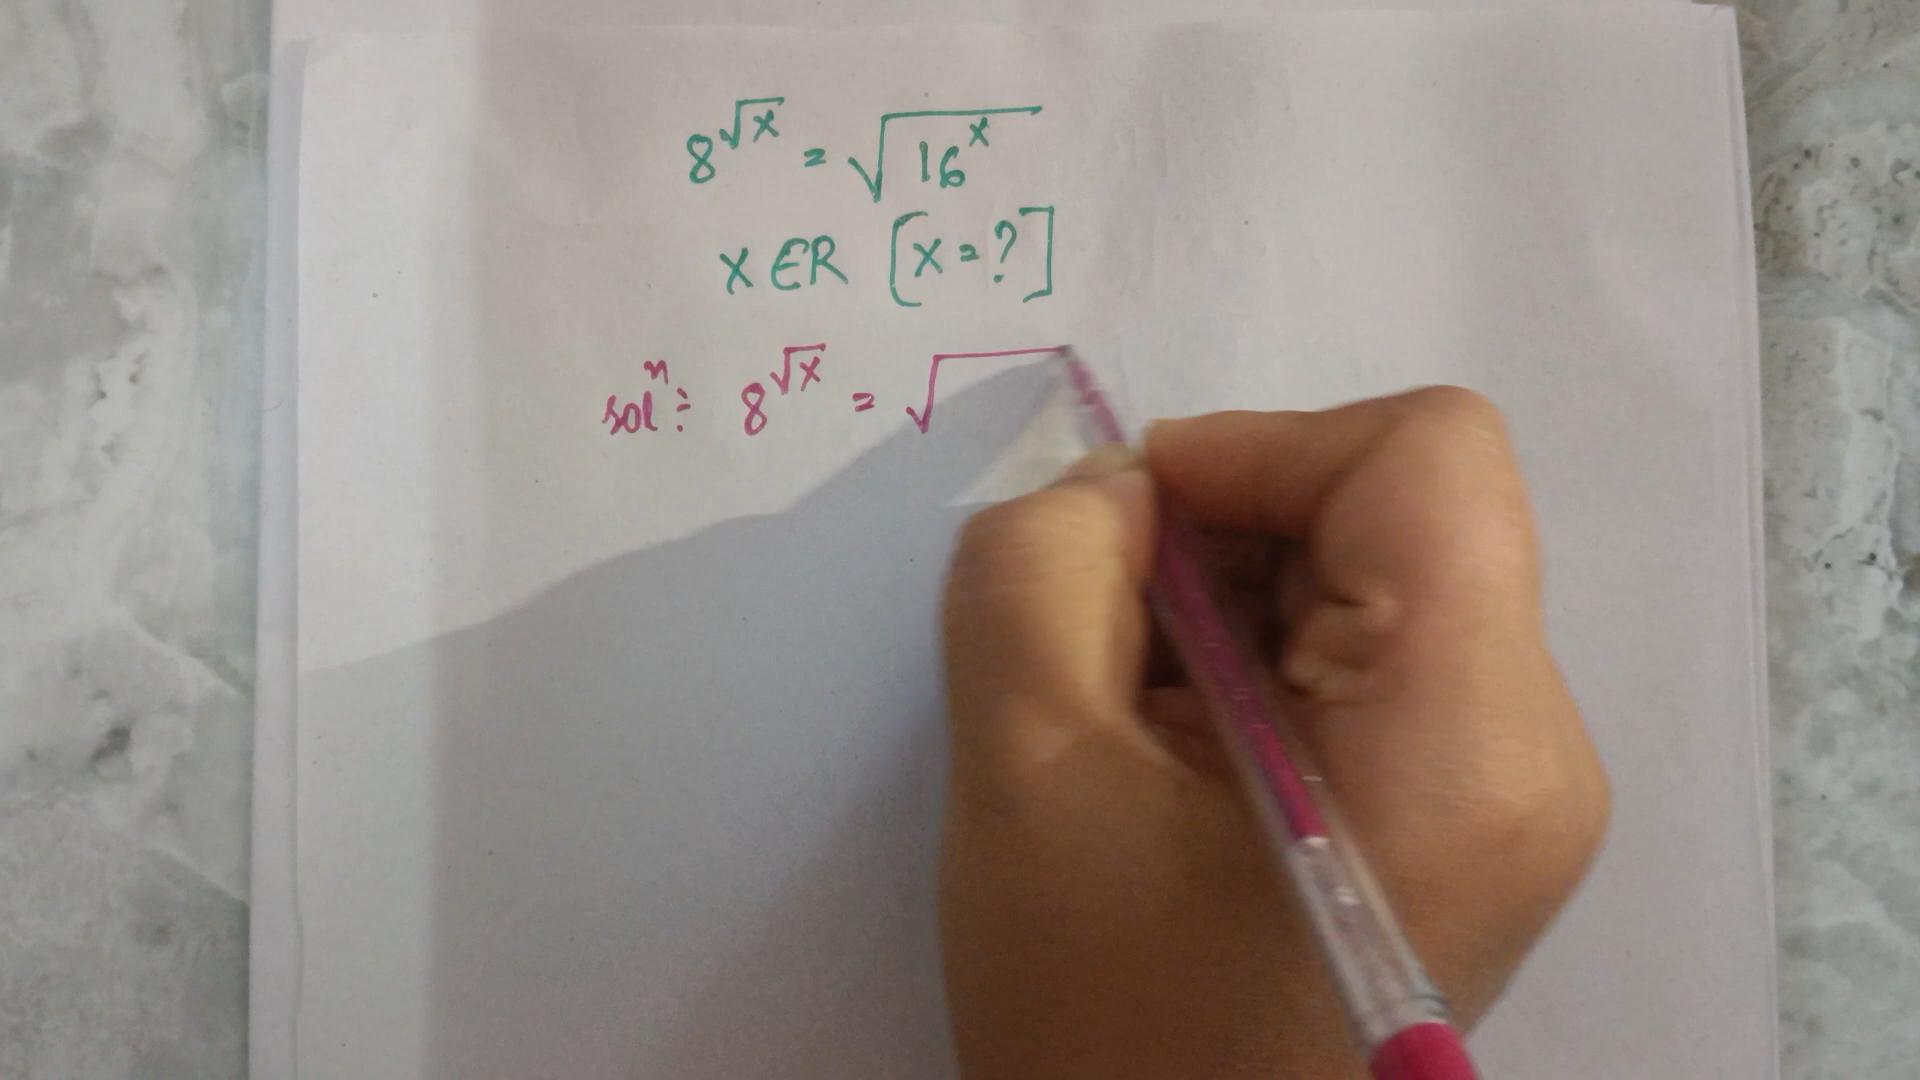 8^√x = √16^x
x ∈ R [x = ?]
solⁿ: 8^√x = √